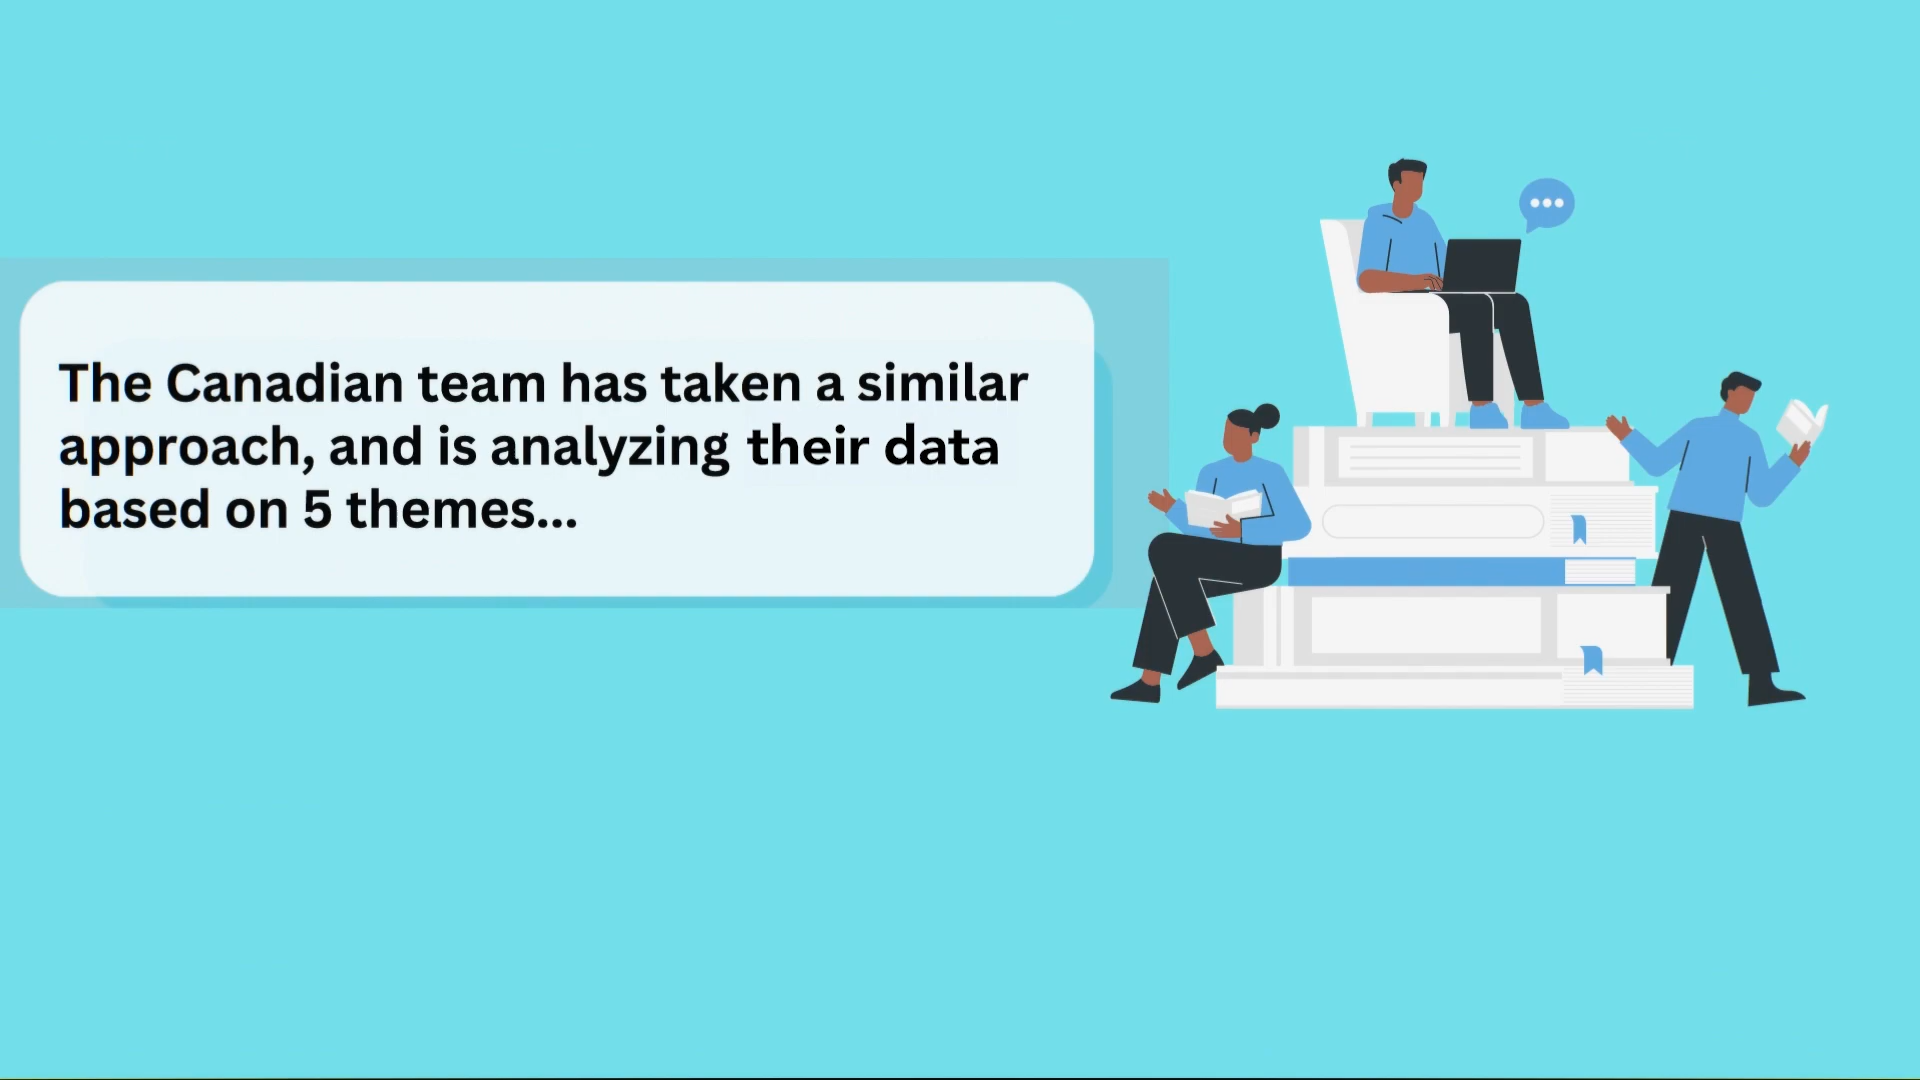 The Canadian team has taken a similar
approach, and is analyzing their data
based on 5 themes...